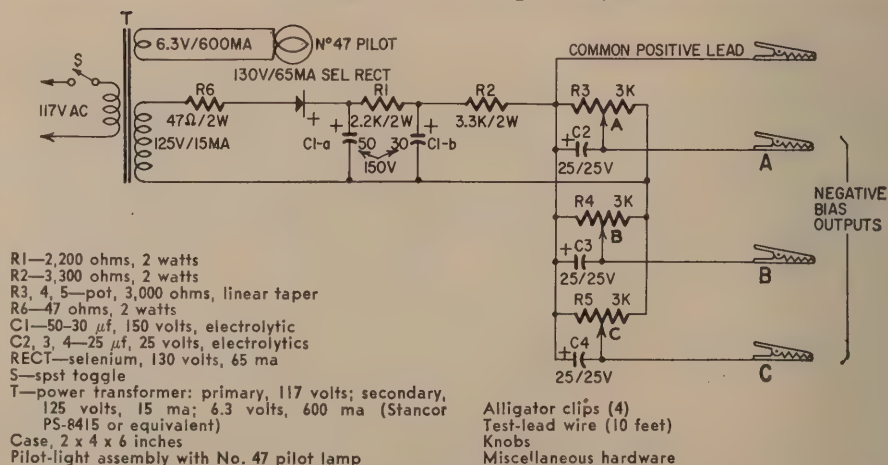 T
6.3V/600MA
Nº47 PILOT
COMMON POSITIVE LEAD
S
130V/65MA SEL RECT
R6
R1
R2
R3 3K
117V AC
47Ω/2W
+
2.2K/2W
3.3K/2W
A
125V/15MA
C1-a
+
50
30
+
C1-b
+
C2
150V
25/25V
A
R4 3K
NEGATIVE
BIAS
OUTPUTS
B
+
C3
25/25V
B
R5 3K
C
+
C4
25/25V
C
R1—2,200 ohms, 2 watts
R2—3,300 ohms, 2 watts
R3, 4, 5—pot, 3,000 ohms, linear taper
R6—47 ohms, 2 watts
C1—50-30 μf, 150 volts, electrolytic
C2, 3, 4—25 μf, 25 volts, electrolytics
RECT—selenium, 130 volts, 65 ma
S—spst toggle
T—power transformer: primary, 117 volts; secondary,
125 volts, 15 ma; 6.3 volts, 600 ma (Stancor
PS-8415 or equivalent)
Case, 2 x 4 x 6 inches
Pilot-light assembly with No. 47 pilot lamp
Alligator clips (4)
Test-lead wire (10 feet)
Knobs
Miscellaneous hardware